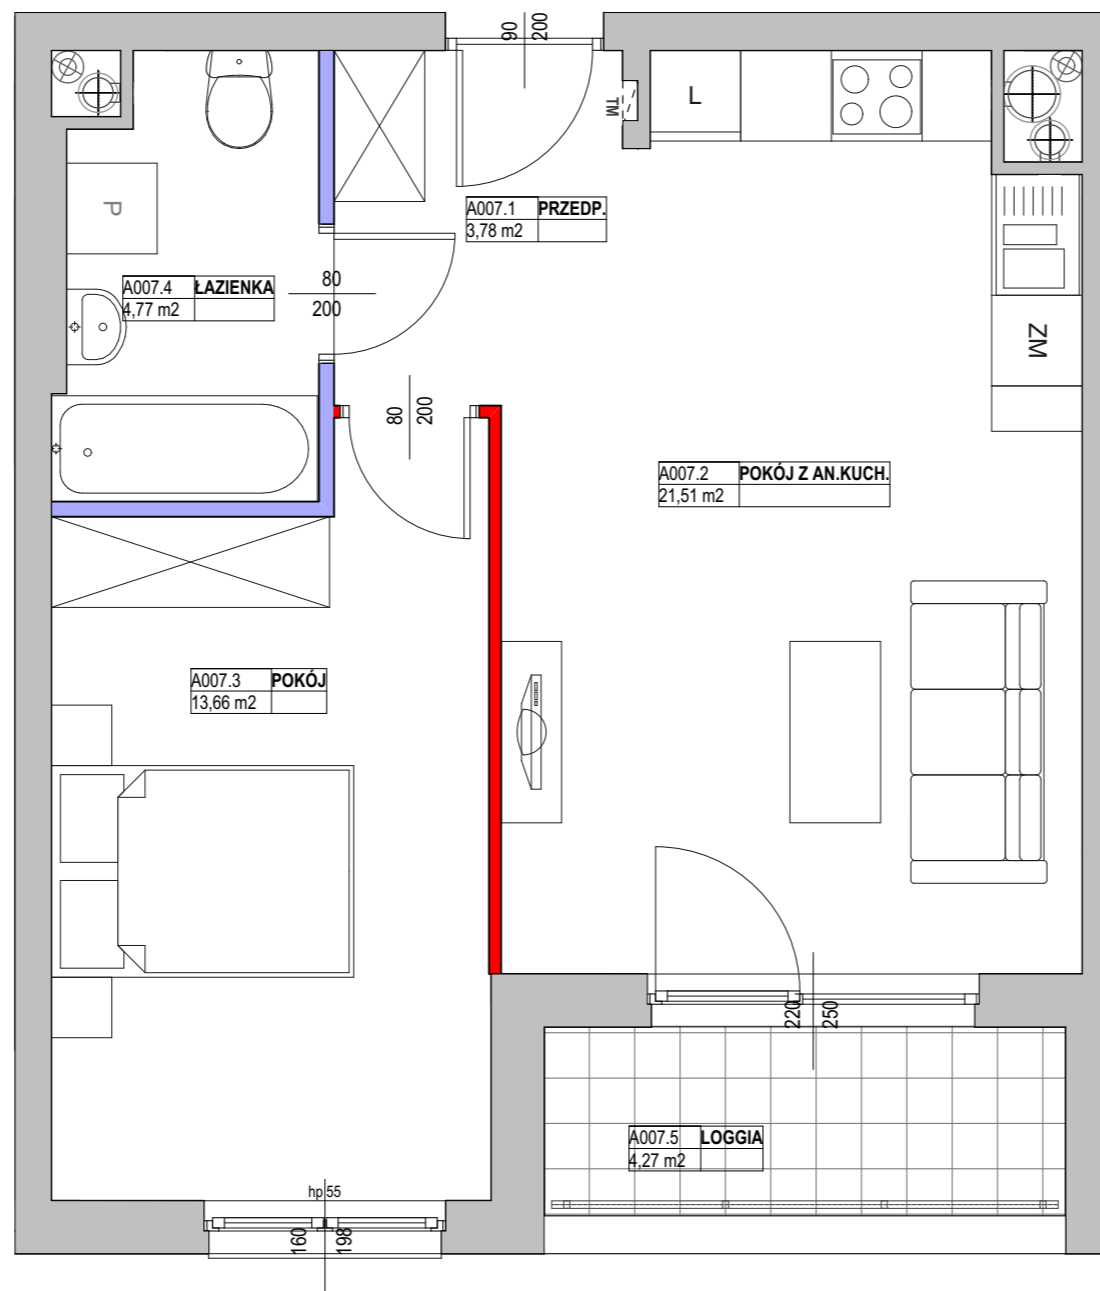 90
200
L
TM
A007.1 PRZEDP.
3,78 m2
P
A007.4 ŁAZIENKA
4,77 m2
80
200
ZM
80
200
A007.2 POKÓJ Z AN.KUCH.
21,51 m2
A007.3 POKÓJ
13,66 m2
220
250
A007.5 LOGGIA
4,27 m2
hp 55
160
198